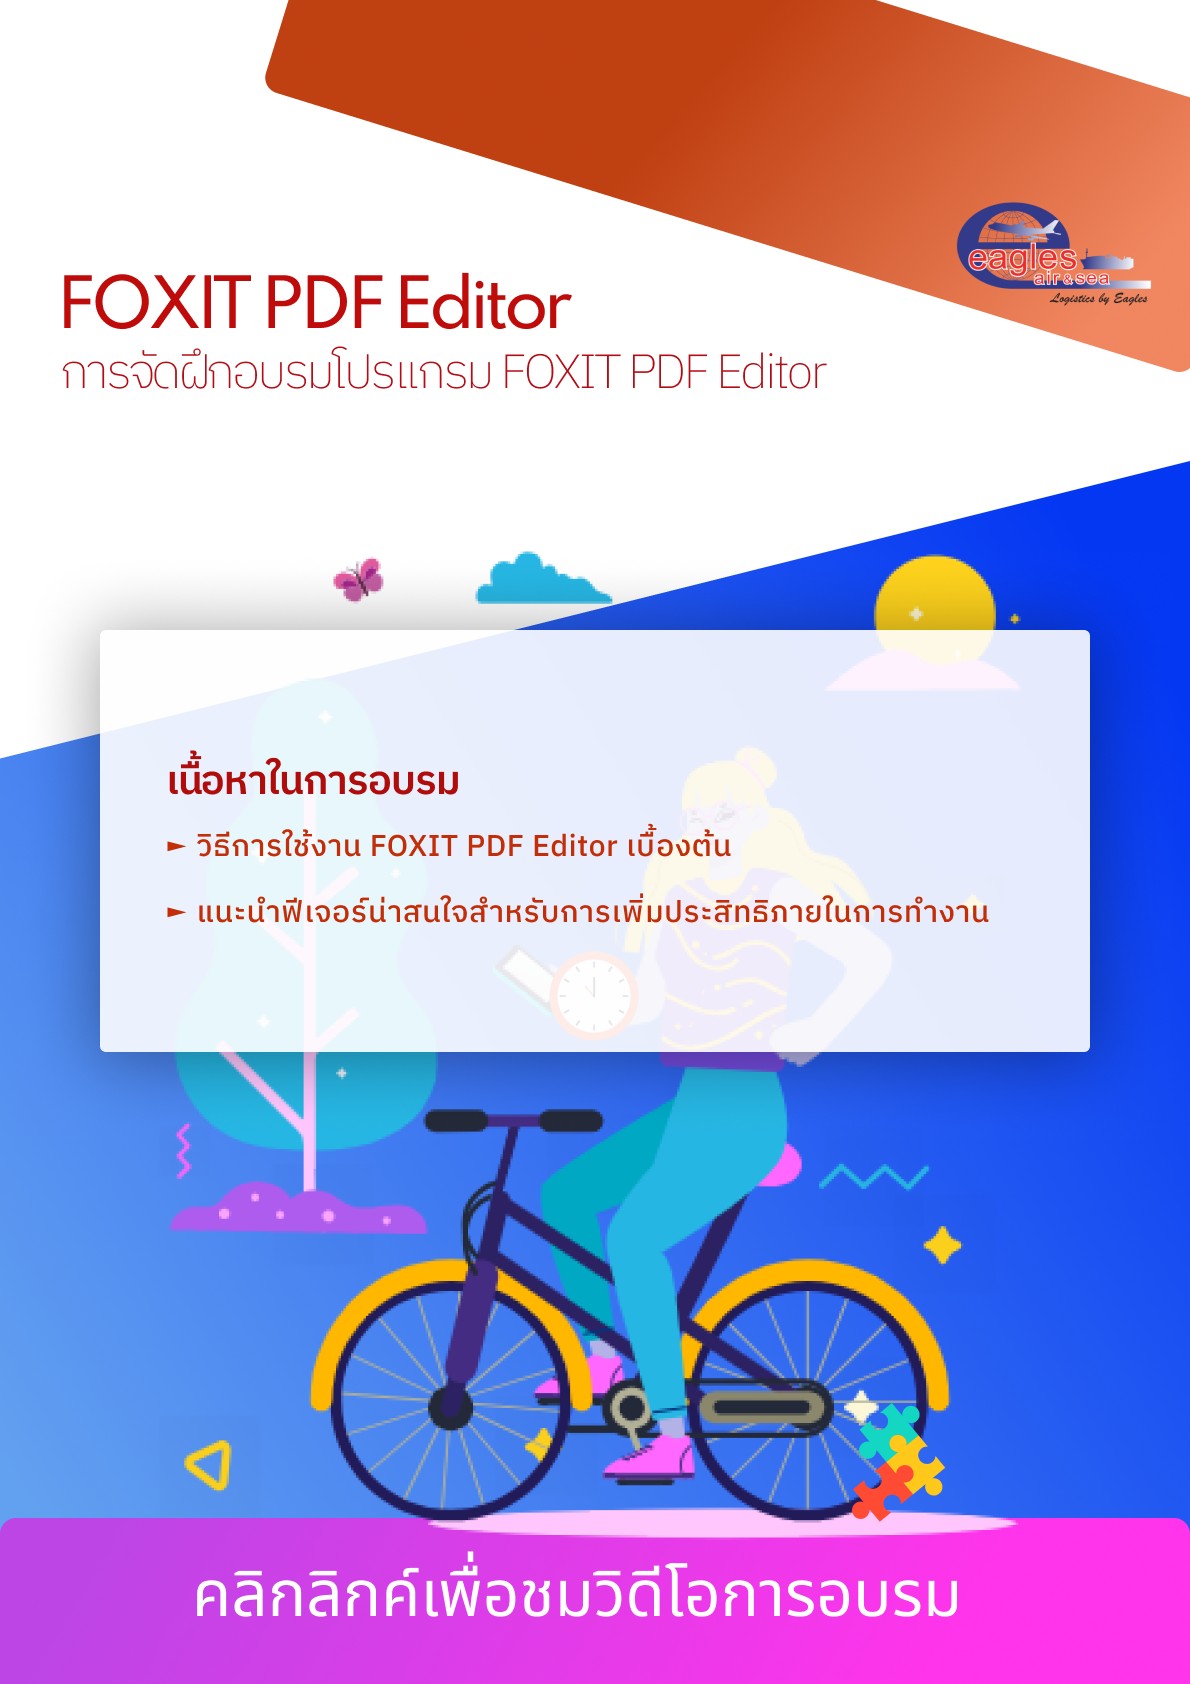 eagles
air & sea
Logistics by Eagles
FOXIT PDF Editor
การจัดฝึกอบรมโปรแกรม FOXIT PDF Editor
เนื้อหาในการอบรม
► วิธีการใช้งาน FOXIT PDF Editor เบื้องต้น
► แนะนำฟีเจอร์น่าสนใจสำหรับการเพิ่มประสิทธิภายในการทำงาน
คลิกลิกค์เพื่อชมวิดีโอการอบรม